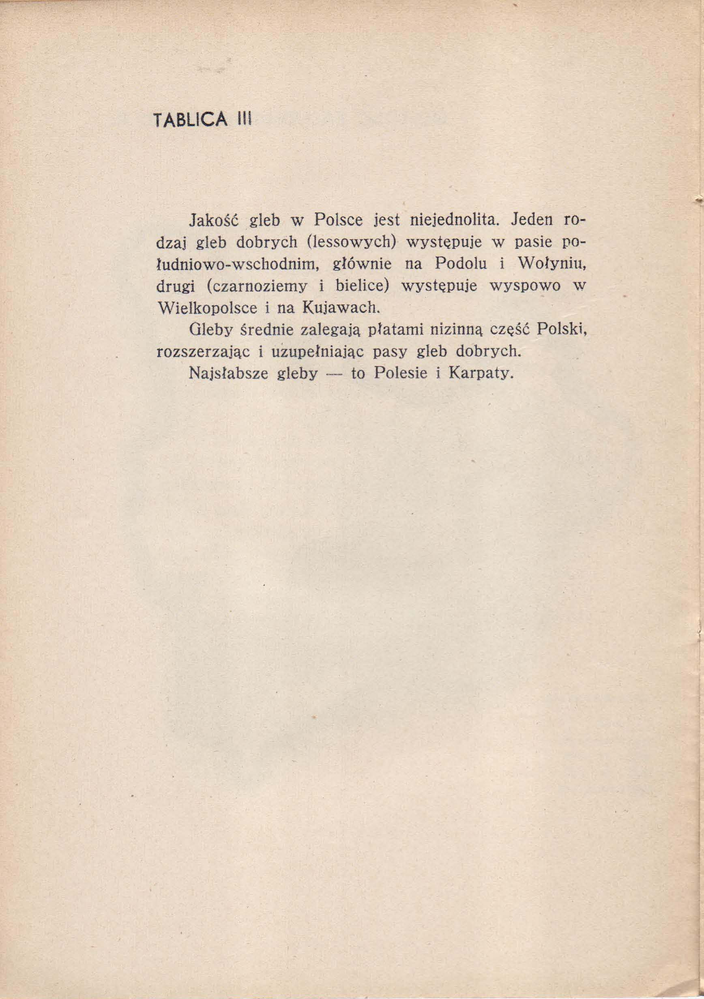 TABLICA III
Jakość gleb w Polsce jest niejednolita. Jeden ro-
dzaj gleb dobrych (lessowych) występuje w pasie po-
łudniowo-wschodnim, głównie na Podolu i Wołyniu,
drugi (czarnoziemy i bielice) występuje wyspowo w
Wielkopolsce i na Kujawach.
Gleby średnie zalegają płatami nizinną część Polski,
rozszerzając i uzupełniając pasy gleb dobrych.
Najsłabsze gleby — to Polesie i Karpaty.